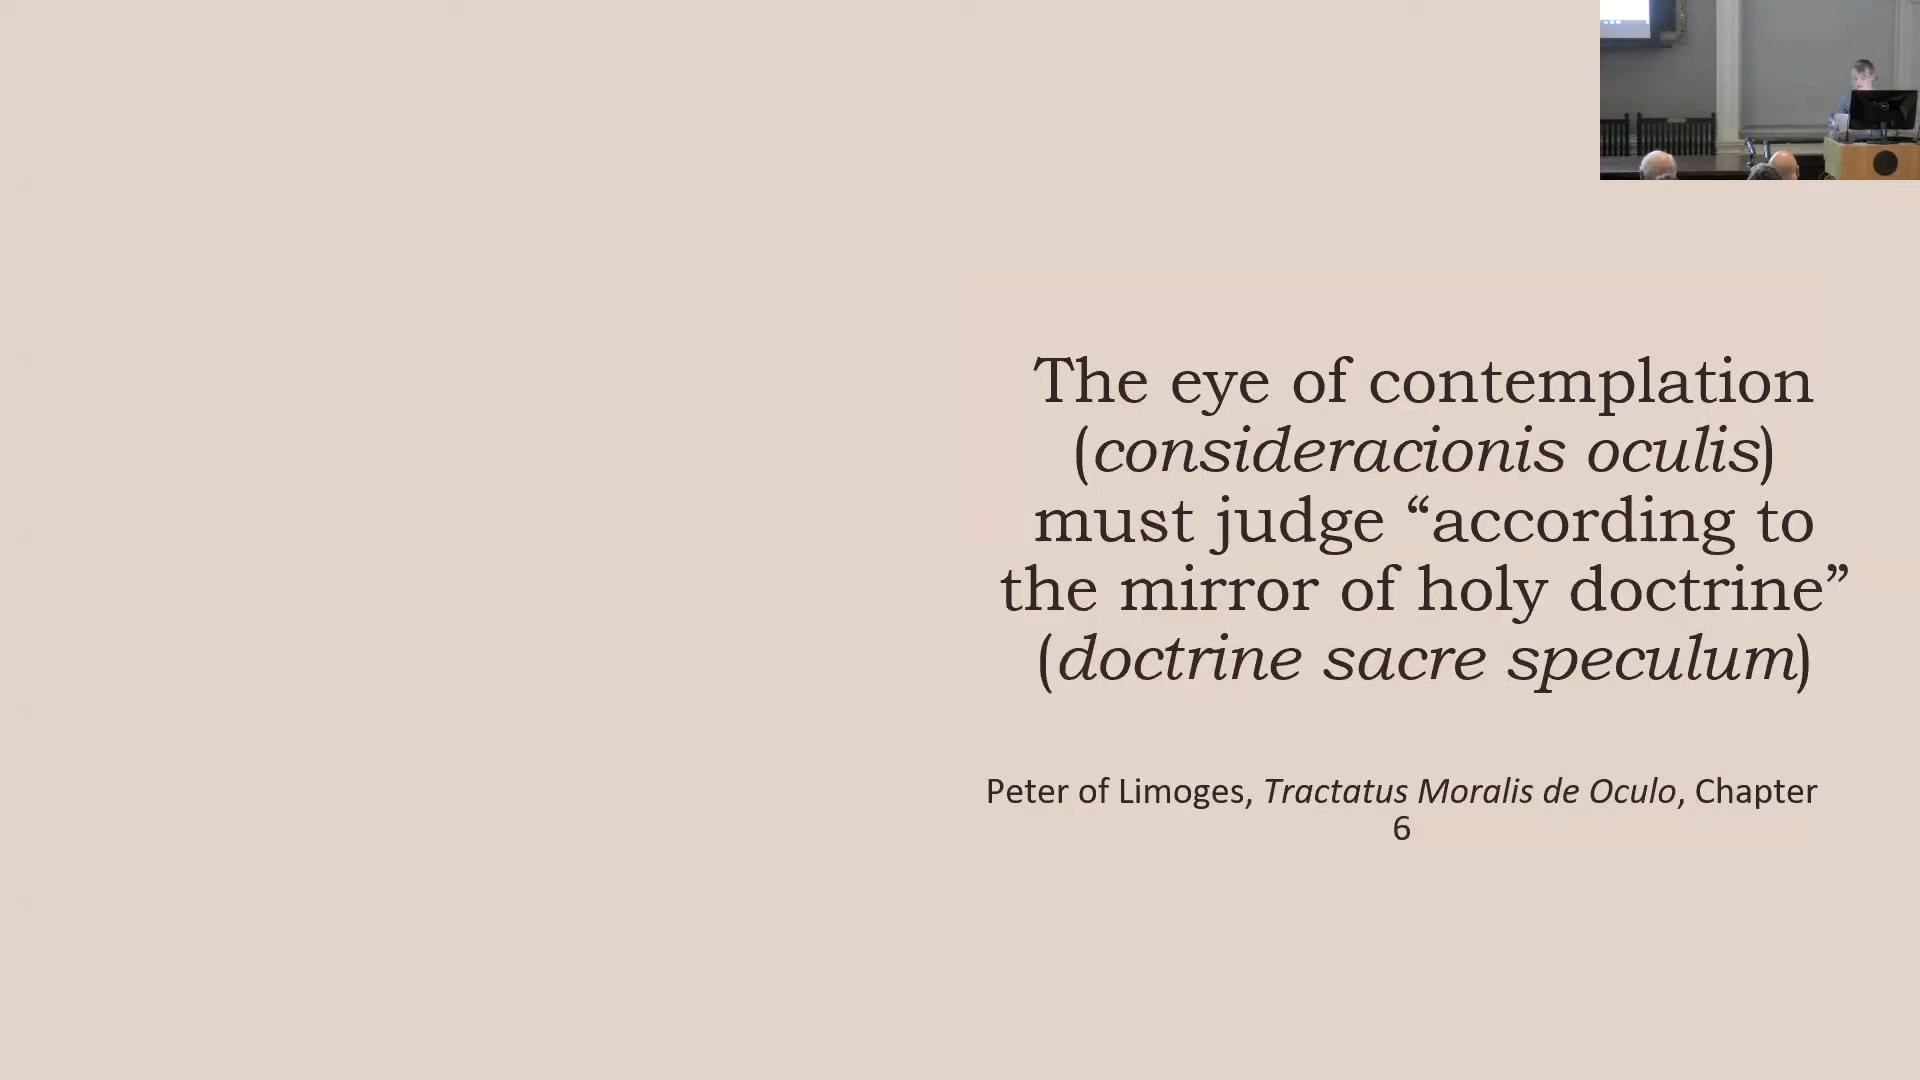 The eye of contemplation
(consideracionis oculis)
must judge “according to
the mirror of holy doctrine”
(doctrine sacre speculum)
Peter of Limoges, Tractatus Moralis de Oculo, Chapter
6